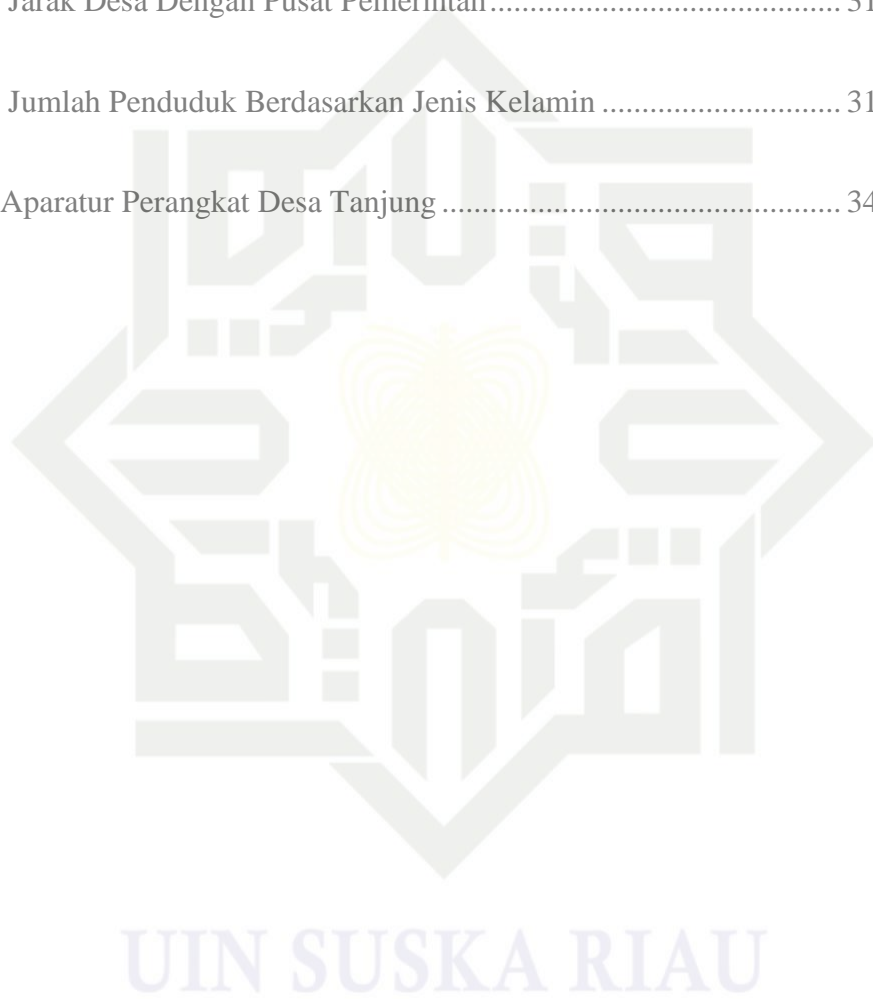 Jarak Desa Dengan Pusat Pemerintah............................................ 31
Jumlah Penduduk Berdasarkan Jenis Kelamin .............................. 31
Aparatur Perangkat Desa Tanjung .................................................. 34
UIN SUSKA RIAU